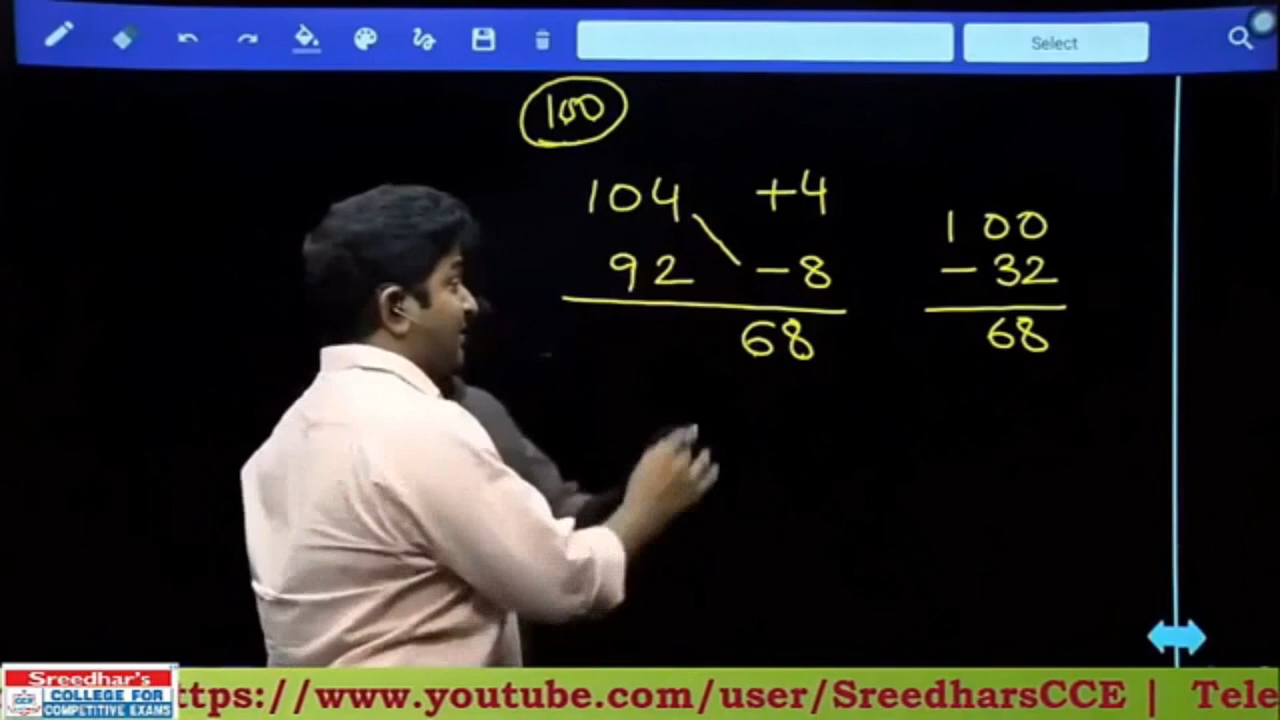 Select
100
104 +4
92 -8
68
100
- 32
68
Sreedhar's
CCE
COLLEGE FOR
COMPETITIVE EXAMS
ttps://www.youtube.com/user/SreedharsCCE | Tele